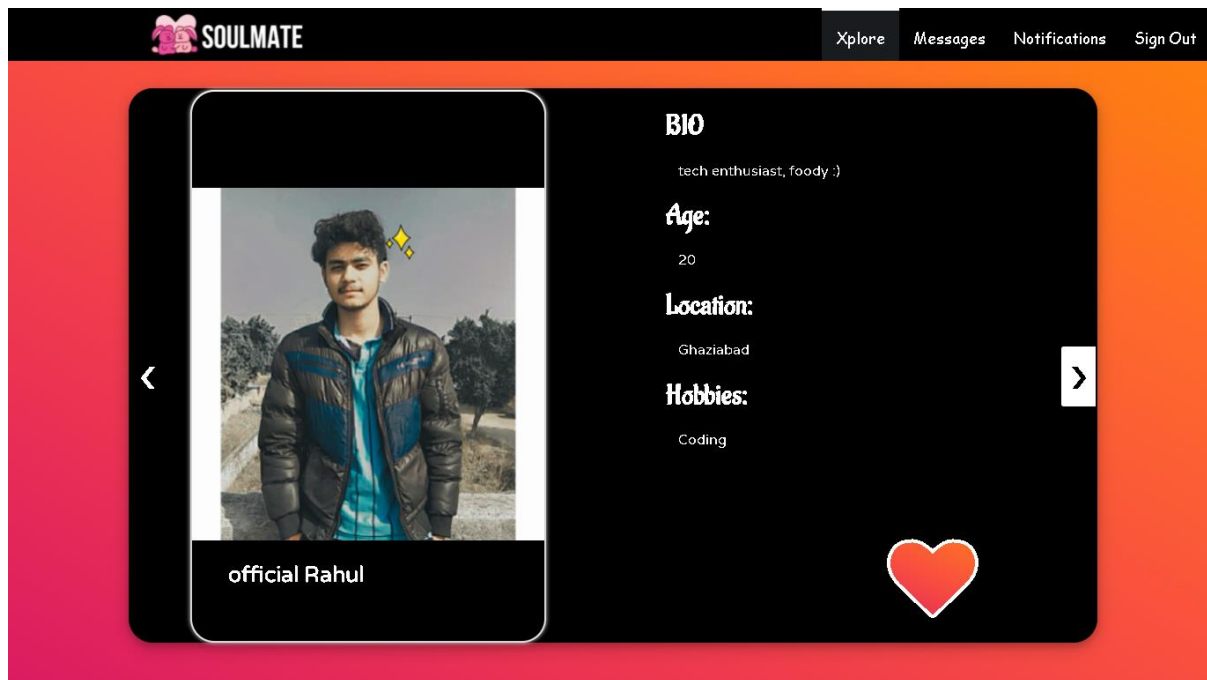 SOULMATE
Xplore Messages Notifications Sign Out
BIO
tech enthusiast, foody :)
Age:
20
Location:
Ghaziabad
Hobbies:
Coding
official Rahul